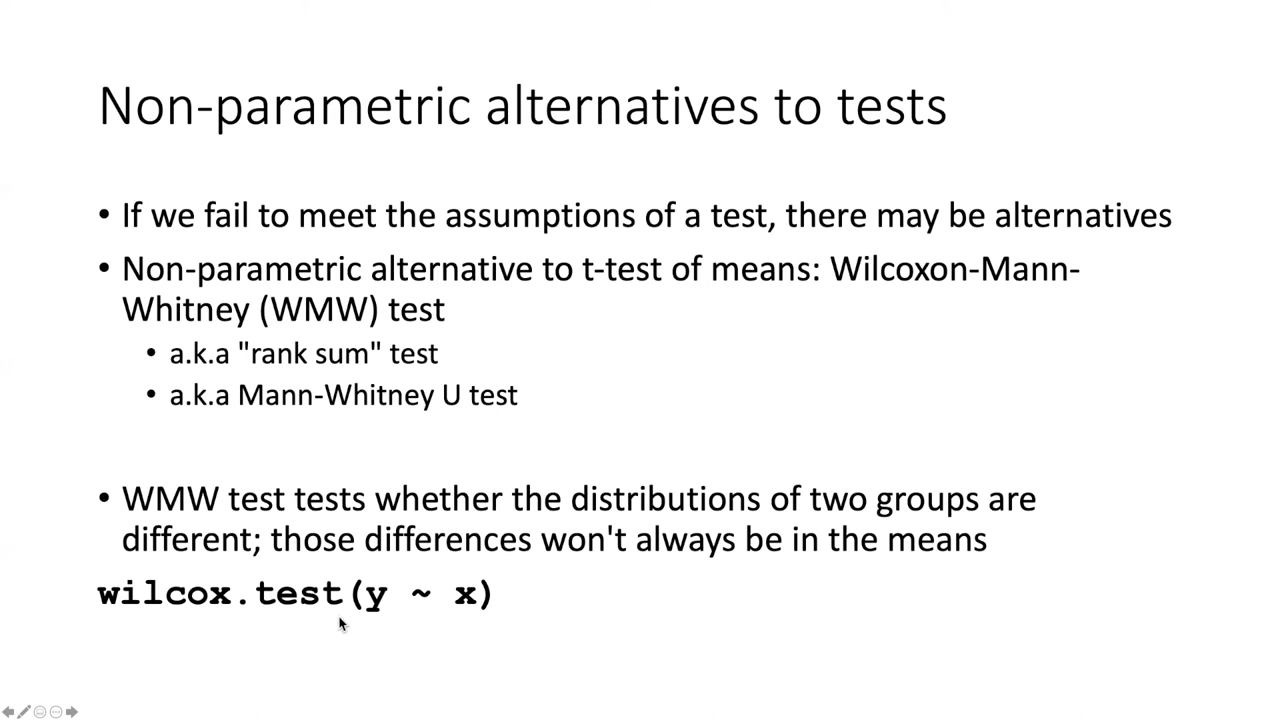 Non-parametric alternatives to tests
• If we fail to meet the assumptions of a test, there may be alternatives
• Non-parametric alternative to t-test of means: Wilcoxon-Mann-
Whitney (WMW) test
• a.k.a "rank sum" test
• a.k.a Mann-Whitney U test
• WMW test tests whether the distributions of two groups are
different; those differences won't always be in the means
wilcox.test(y ~ x)